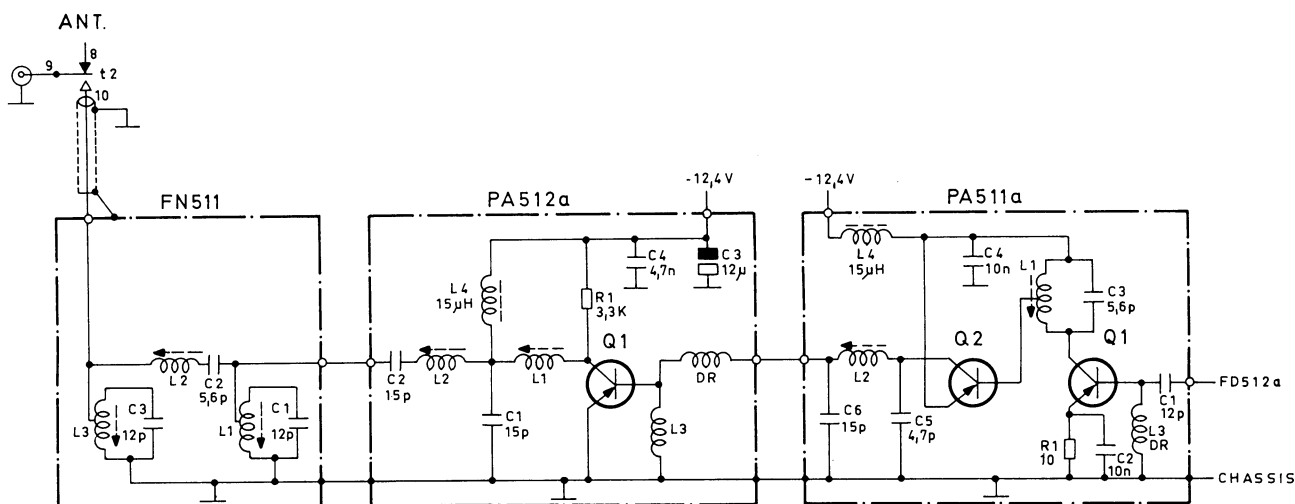 ANT.
8
9
t2
10
FN511
PA512a
-12,4V
-12,4V
PA511a
L4
15µH
R1
3,3K
C4
4,7n
C3
12µ
L4
15µH
C4
10n
L1
C3
5,6p
Q1
Q2
Q1
L2
C2
5,6p
C2
15p
L2
L1
DR
L2
FD512a
L3
C3
12p
L1
C1
12p
C1
15p
L3
C6
15p
C5
4,7p
R1
10
C2
10n
L3
DR
C1
12p
CHASSIS